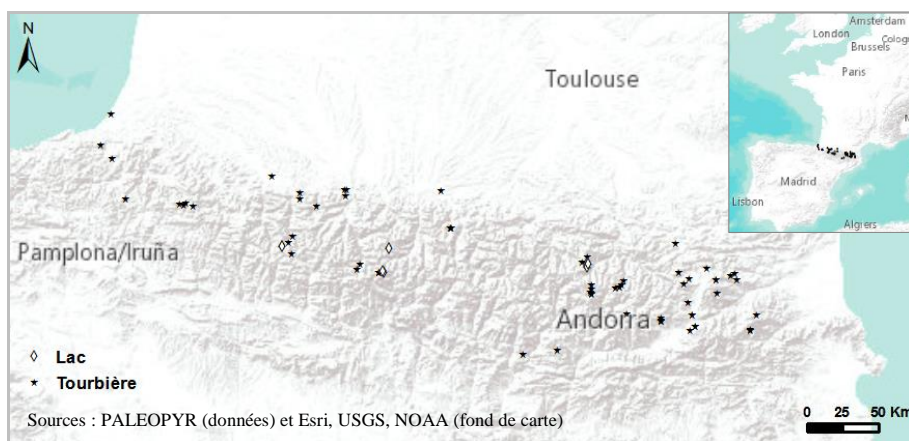 N
Toulouse
Pamplona/Iruña
Andorra
Lac
Tourbière
Sources : PALEOPYR (données) et Esri, USGS, NOAA (fond de carte)
0 25 50 Km
Amsterdam
London
Colog
Brussels
Paris
Madrid
Lisbon
Algiers